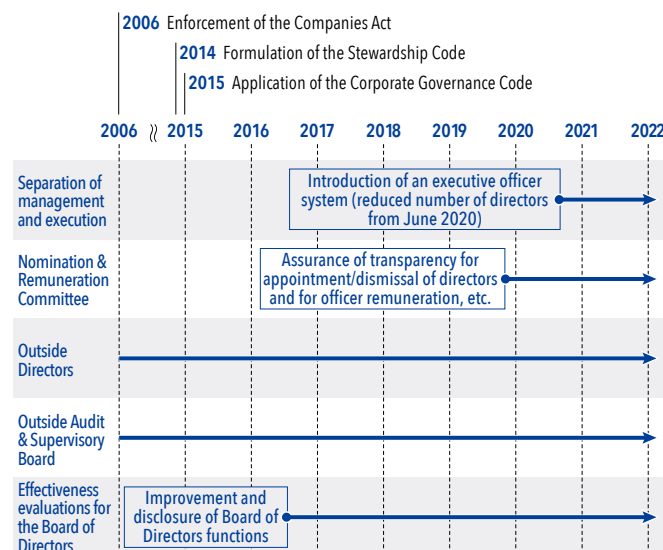 2006 Enforcement of the Companies Act
2014 Formulation of the Stewardship Code
2015 Application of the Corporate Governance Code
2006 2015 2016 2017 2018 2019 2020 2021 2022
Separation of
management
and execution
Introduction of an executive officer
system (reduced number of directors
from June 2020)
Nomination &
Remuneration
Committee
Assurance of transparency for
appointment/dismissal of directors
and for officer remuneration, etc.
Outside
Directors
Outside Audit
& Supervisory
Board
Effectiveness
evaluations for
the Board of
Directors
Improvement and
disclosure of Board of
Directors functions